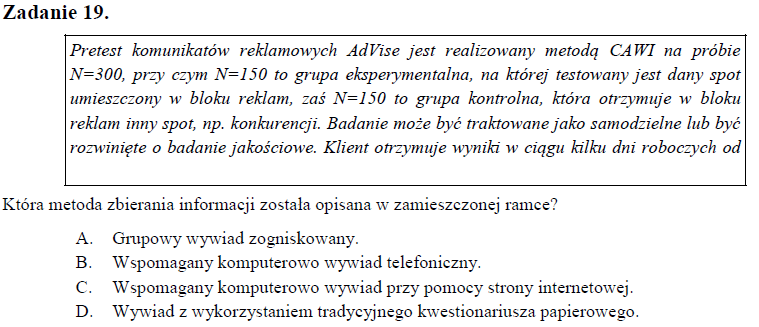 Zadanie 19.
Pretest komunikatów reklamowych AdVise jest realizowany metodą CAWI na próbie
N=300, przy czym N=150 to grupa eksperymentalna, na której testowany jest dany spot
umieszczony w bloku reklam, zaś N=150 to grupa kontrolna, która otrzymuje w bloku
reklam inny spot, np. konkurencji. Badanie może być traktowane jako samodzielne lub być
rozwinięte o badanie jakościowe. Klient otrzymuje wyniki w ciągu kilku dni roboczych od
Która metoda zbierania informacji została opisana w zamieszczonej ramce?
A. Grupowy wywiad zogniskowany.
B. Wspomagany komputerowo wywiad telefoniczny.
C. Wspomagany komputerowo wywiad przy pomocy strony internetowej.
D. Wywiad z wykorzystaniem tradycyjnego kwestionariusza papierowego.